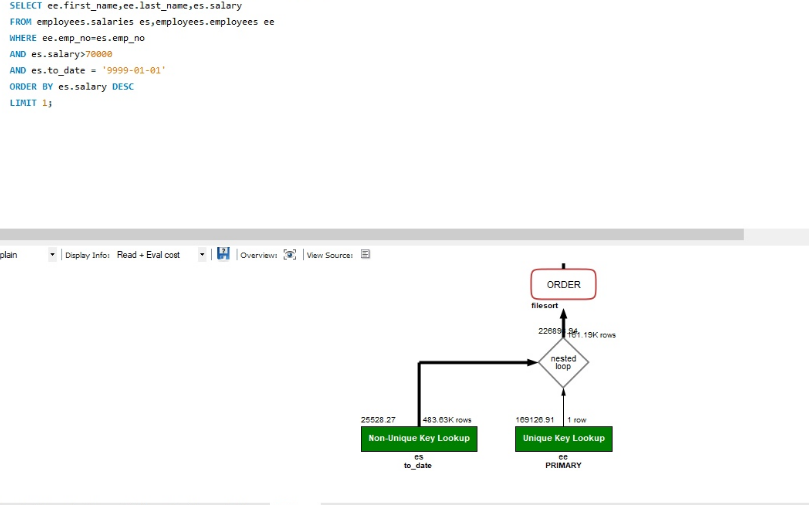 SELECT ee.first_name,ee.last_name,es.salary
FROM employees.salaries es,employees.employees ee
WHERE ee.emp_no=es.emp_no
AND es.salary>70000
AND es.to_date = '9999-01-01'
ORDER BY es.salary DESC
LIMIT 1;
plain Display Info: Read + Eval cost Overview: View Source:
ORDER
filesort
161.19K rows
nested
loop
25528.27 483.63K rows 169126.91 1 row
Non-Unique Key Lookup Unique Key Lookup
es ee
to_date PRIMARY